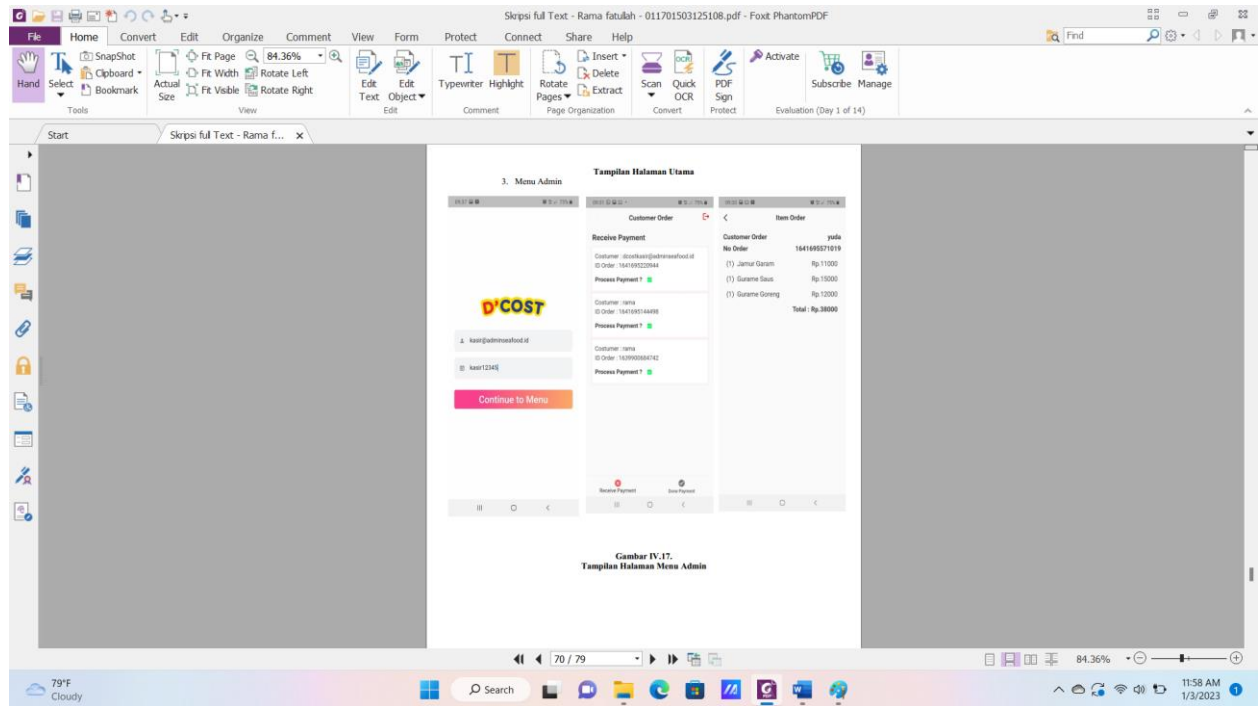 Skripsi full Text - Rama fatullah - 011701503125108.pdf - Foxit PhantomPDF
File Home Convert Edit Organize Comment View Form Protect Connect Share Help
Find
Hand
Select
SnapShot
Clipboard
Bookmark
Tools
Actual Size
Fit Page
Fit Width
Fit Visible
84.36%
Rotate Left
Rotate Right
View
Edit Text
Edit Object
Edit
Typewriter
Highlight
Comment
Rotate Pages
Insert
Delete
Extract
Page Organization
Scan
Quick OCR
Convert
PDF Sign
Protect
Activate
Subscribe
Manage
Evaluation (Day 1 of 14)
Start
Skripsi full Text - Rama f... x
Tampilan Halaman Utama
3. Menu Admin
D'COST
kasir@adminseafood.id
kasir12345
Continue to Menu
Customer Order
Receive Payment
Costumer : dcostkasir@adminseafood.id
ID Order : 1641695220944
Process Payment ?
Costumer : rama
ID Order : 1641695144498
Process Payment ?
Costumer : rama
ID Order : 1639900684742
Process Payment ?
Receive Payment
Done Payment
Item Order
Customer Order yuda
No Order 1641695571019
(1) Jamur Garam Rp.11000
(1) Gurame Saus Rp.15000
(1) Gurame Goreng Rp.12000
Total : Rp.38000
Gambar IV.17.
Tampilan Halaman Menu Admin
70 / 79
84.36%
79°F
Cloudy
Search
11:58 AM
1/3/2023
1